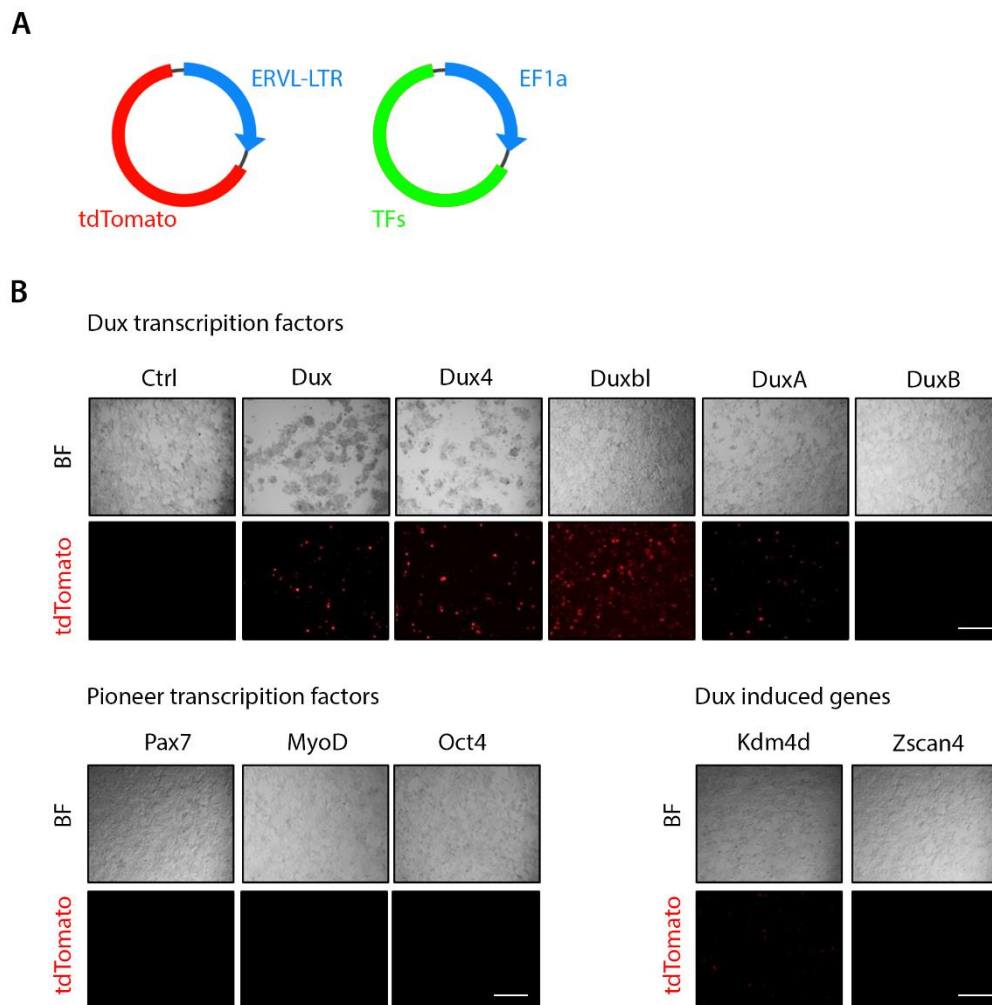 A
ERVL-LTR
EF1a
tdTomato
TFs
B
Dux transcripition factors
Ctrl Dux Dux4 Duxbl DuxA DuxB
BF
tdTomato
Pioneer transcripition factors
Dux induced genes
Pax7 MyoD Oct4
Kdm4d Zscan4
BF
BF
tdTomato
tdTomato